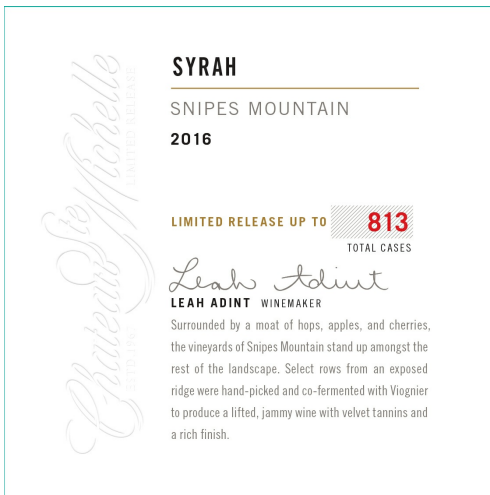 SYRAH
SNIPES MOUNTAIN
2016
LIMITED RELEASE UP TO 813
TOTAL CASES
Leah Adint
LEAH ADINT WINEMAKER
Surrounded by a moat of hops, apples, and cherries,
the vineyards of Snipes Mountain stand up amongst the
rest of the landscape. Select rows from an exposed
ridge were hand-picked and co-fermented with Viognier
to produce a lifted, jammy wine with velvet tannins and
a rich finish.
Chateau Ste Michelle
LIMITED RELEASE
ESTD 1967